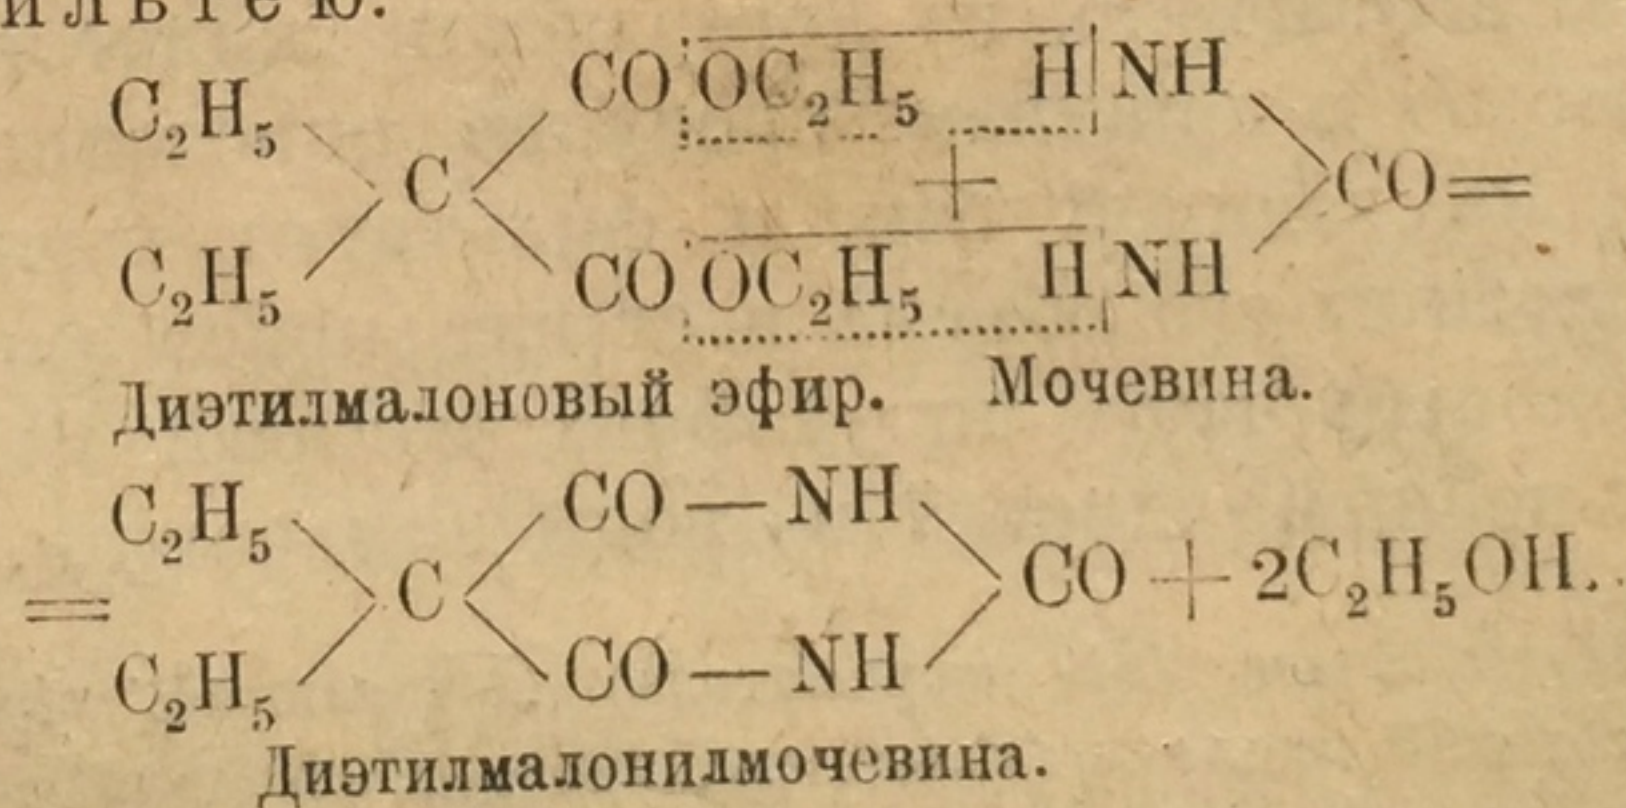 C₂H₅ CO OC₂H₅ H NH
C + CO=
C₂H₅ CO OC₂H₅ H NH
Диэтилмалоновый эфир. Мочевина.
C₂H₅ CO — NH
= C CO + 2C₂H₅OH.
C₂H₅ CO — NH
Диэтилмалонилмочевина.